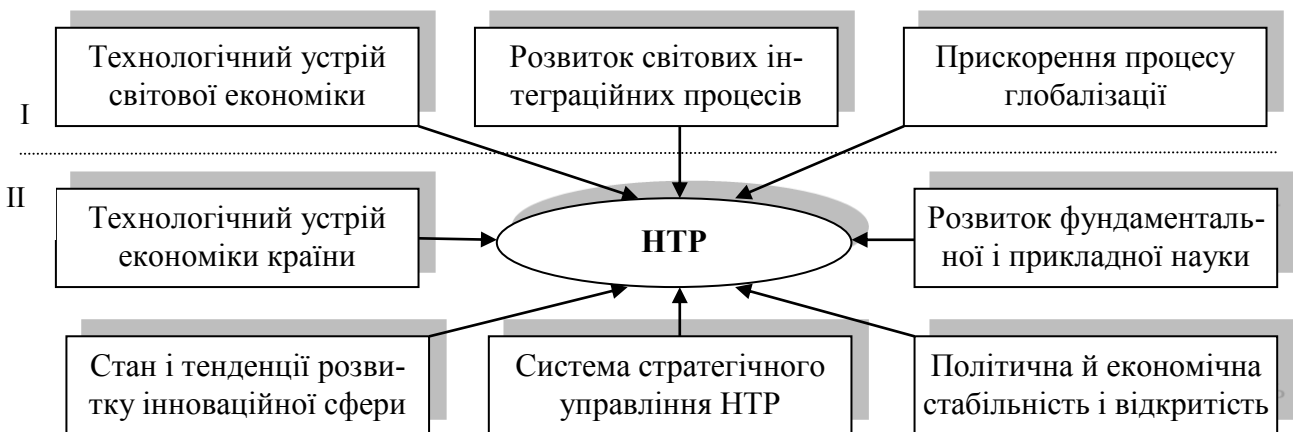 Технологічний устрій
світової економіки
Розвиток світових ін-
теграційних процесів
Прискорення процесу
глобалізації
I
II
Технологічний устрій
економіки країни
НТР
Розвиток фундаменталь-
ної і прикладної науки
Стан і тенденції розви-
тку інноваційної сфери
Система стратегічного
управління НТР
Політична й економічна
стабільність і відкритість